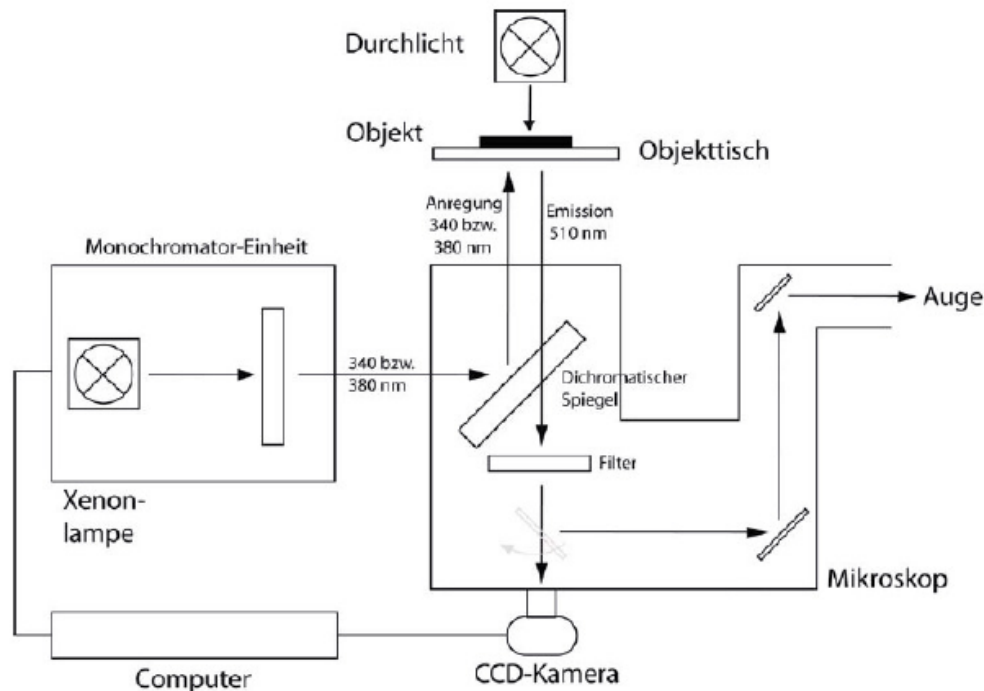 Durchlicht
Objekt
Objekttisch
Anregung
340 bzw.
380 nm
Emission
510 nm
Monochromator-Einheit
Auge
340 bzw.
380 nm
Dichromatischer
Spiegel
Filter
Xenon-
lampe
Mikroskop
Computer
CCD-Kamera